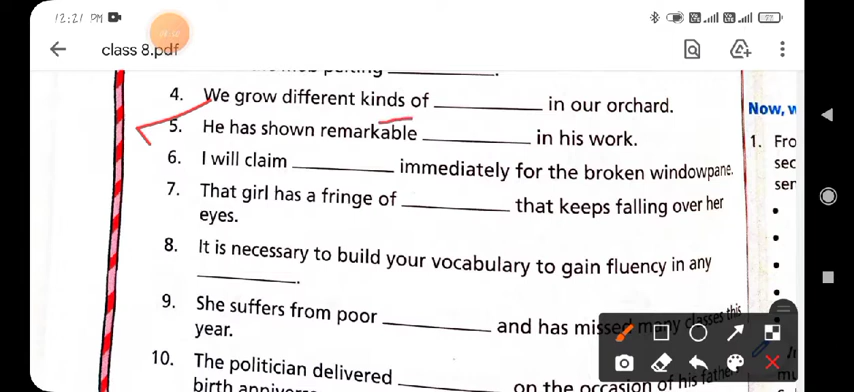 12:21 PM
class 8.pdf
4. We grow different kinds of __________ in our orchard.
5. He has shown remarkable __________ in his work.
6. I will claim __________ immediately for the broken windowpane.
7. That girl has a fringe of __________ that keeps falling over her
eyes.
8. It is necessary to build your vocabulary to gain fluency in any
__________.
9. She suffers from poor __________ and has missed many classes this
year.
10. The politician delivered __________ on the occasion of his father
birth
Now, w
1. Fro
sec
ser